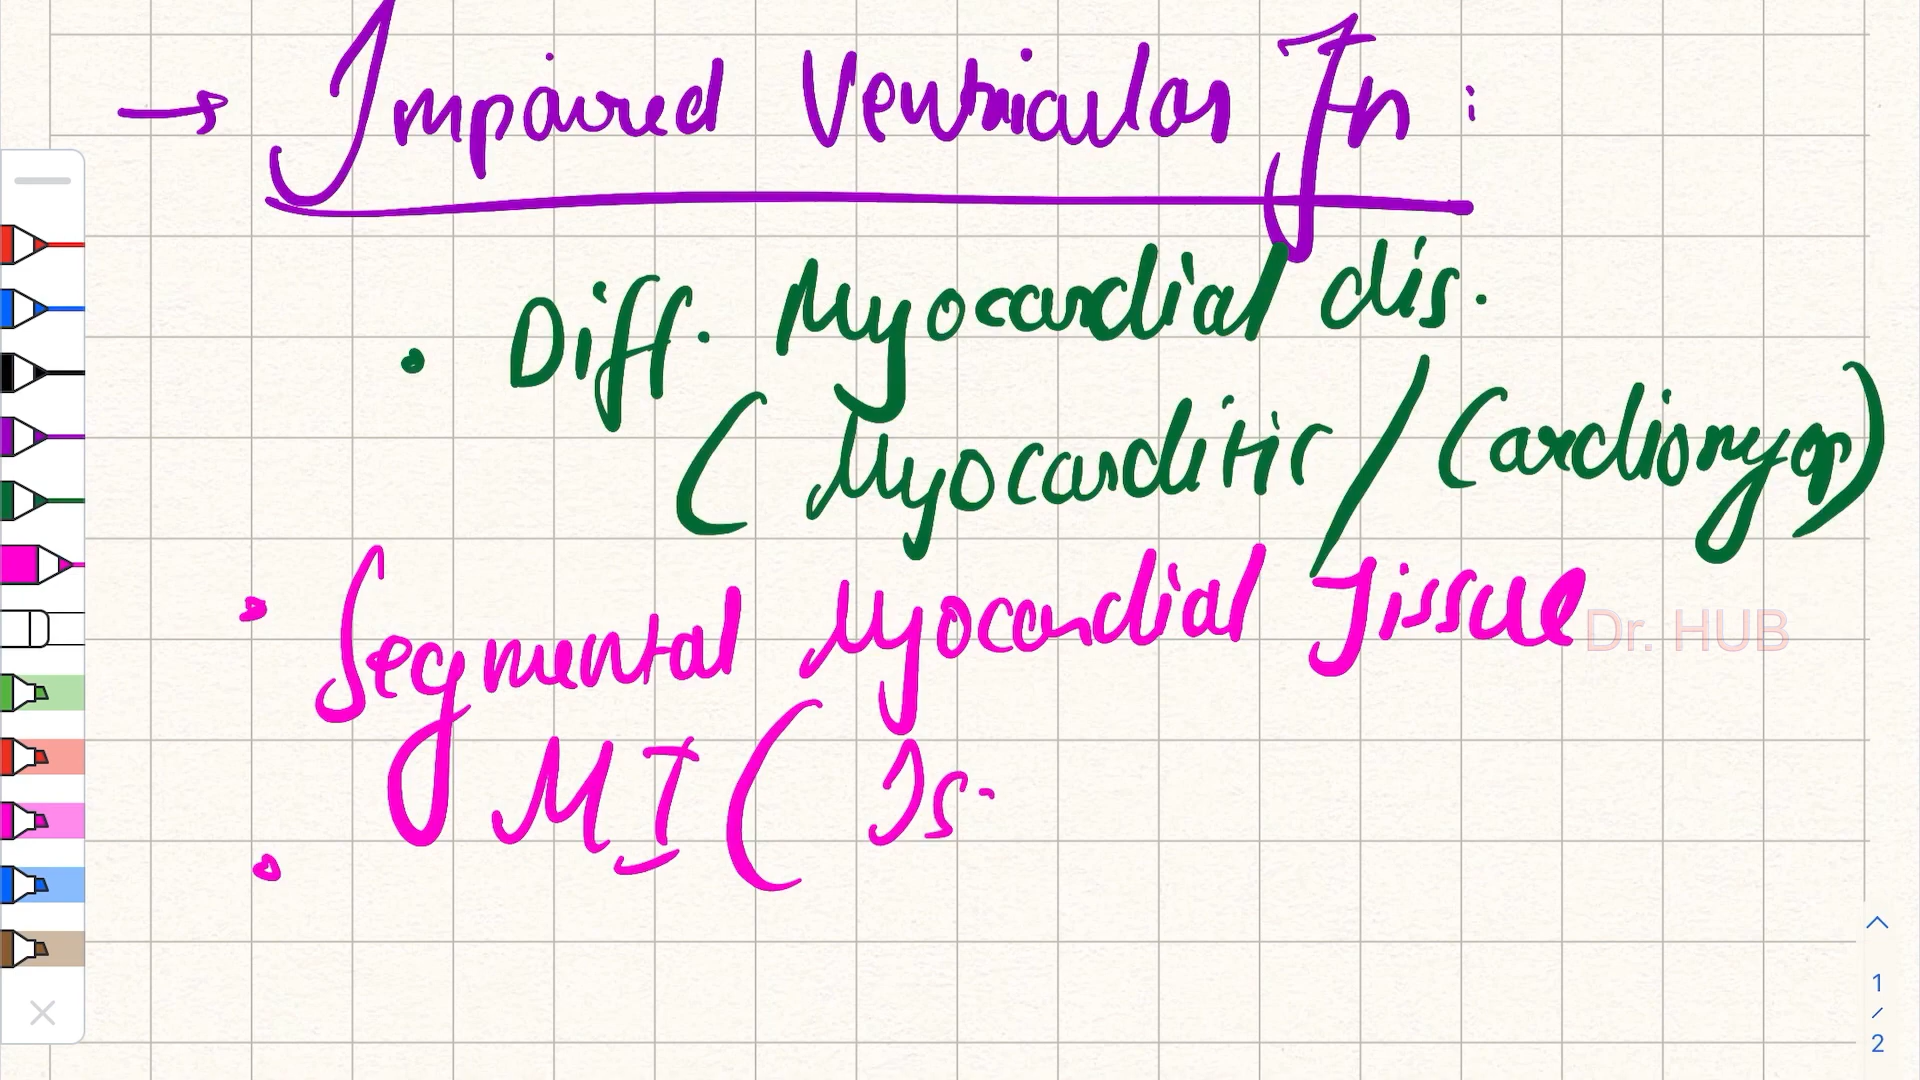 → Impaired Ventricular Fn :
• Diff. Myocardial dis.
( Myocarditis / Cardiomyop)
• Segmental Myocardial Tissue
Dr. HUB
• MI ( Is-
1
/
2